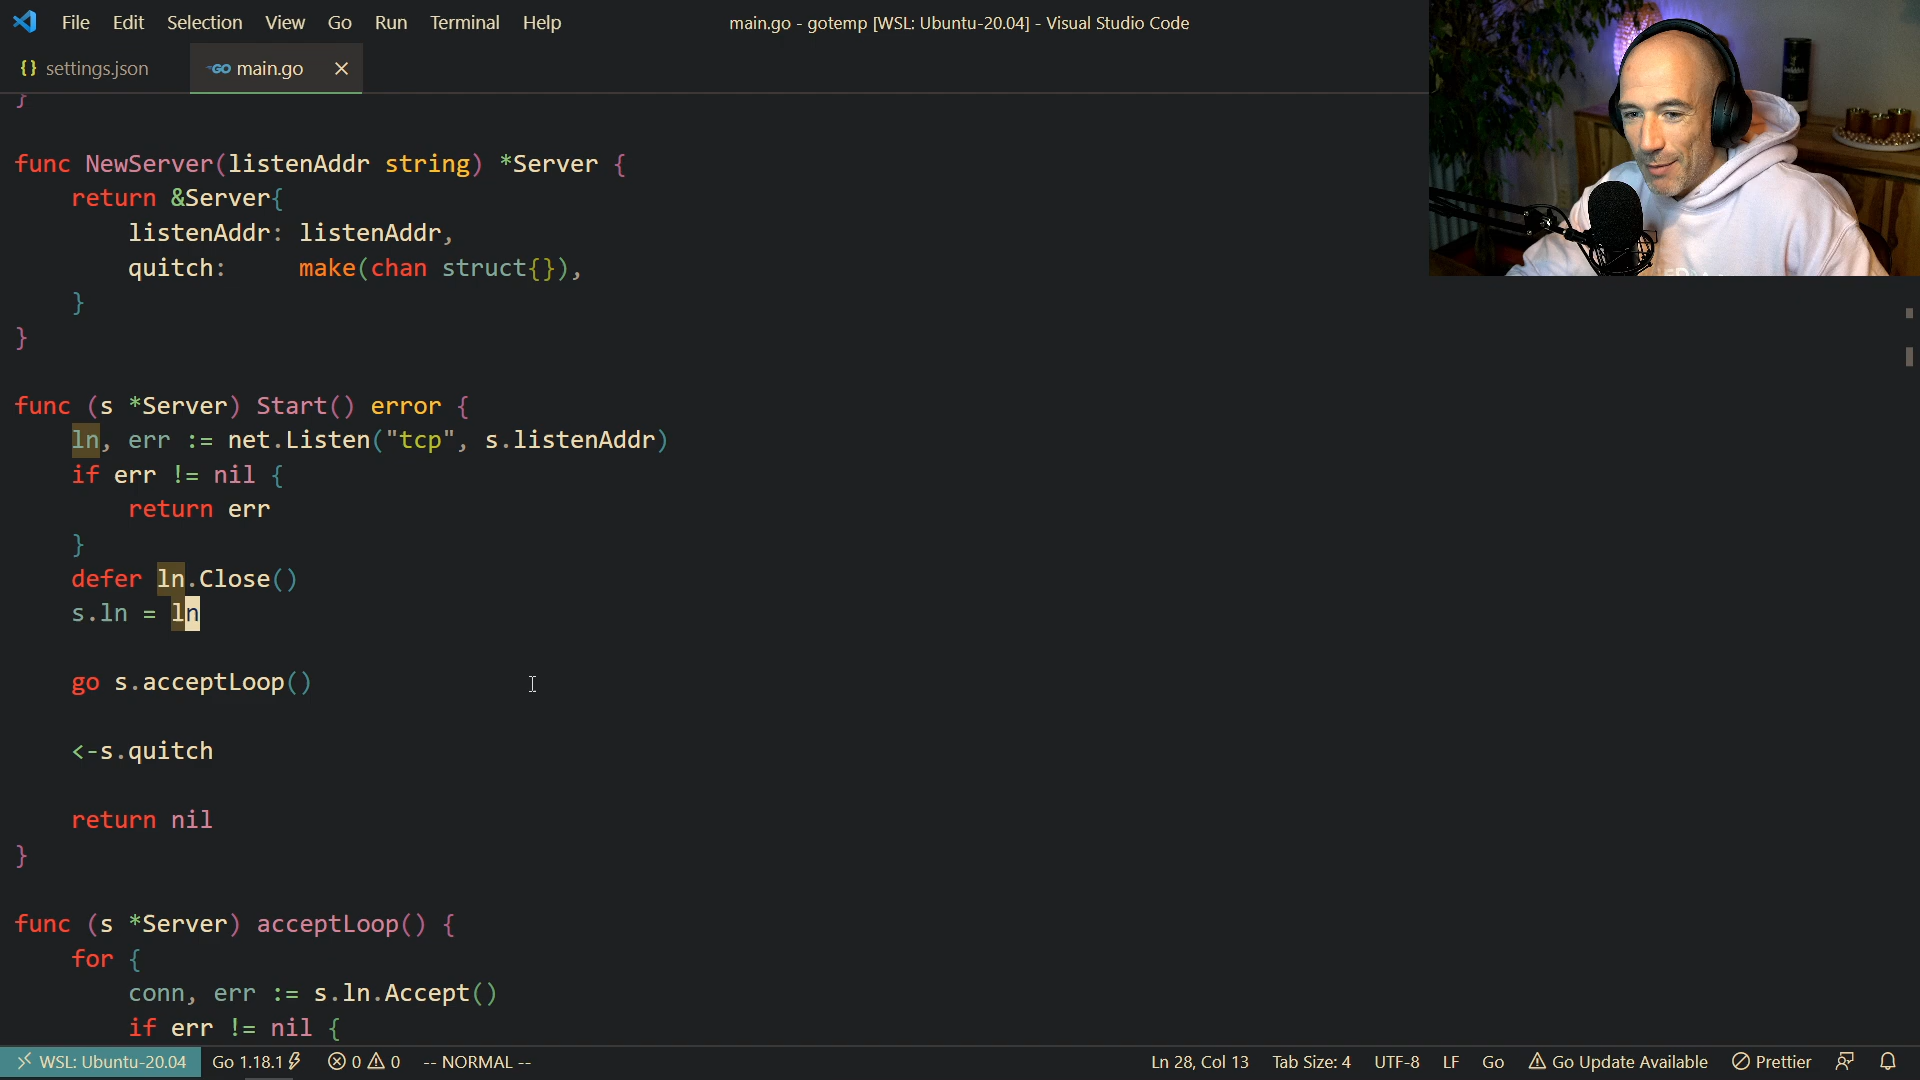 File Edit Selection View Go Run Terminal Help main.go - gotemp [WSL: Ubuntu-20.04] - Visual Studio Code
{} settings.json GO main.go ×
}
func NewServer(listenAddr string) *Server {
return &Server{
listenAddr: listenAddr,
quitch: make(chan struct{}),
}
}
func (s *Server) Start() error {
ln, err := net.Listen("tcp", s.listenAddr)
if err != nil {
return err
}
defer ln.Close()
s.ln = ln
go s.acceptLoop()
<-s.quitch
return nil
}
func (s *Server) acceptLoop() {
for {
conn, err := s.ln.Accept()
if err != nil {
WSL: Ubuntu-20.04 Go 1.18.1 0 0 -- NORMAL -- Ln 28, Col 13 Tab Size: 4 UTF-8 LF Go Go Update Available Prettier